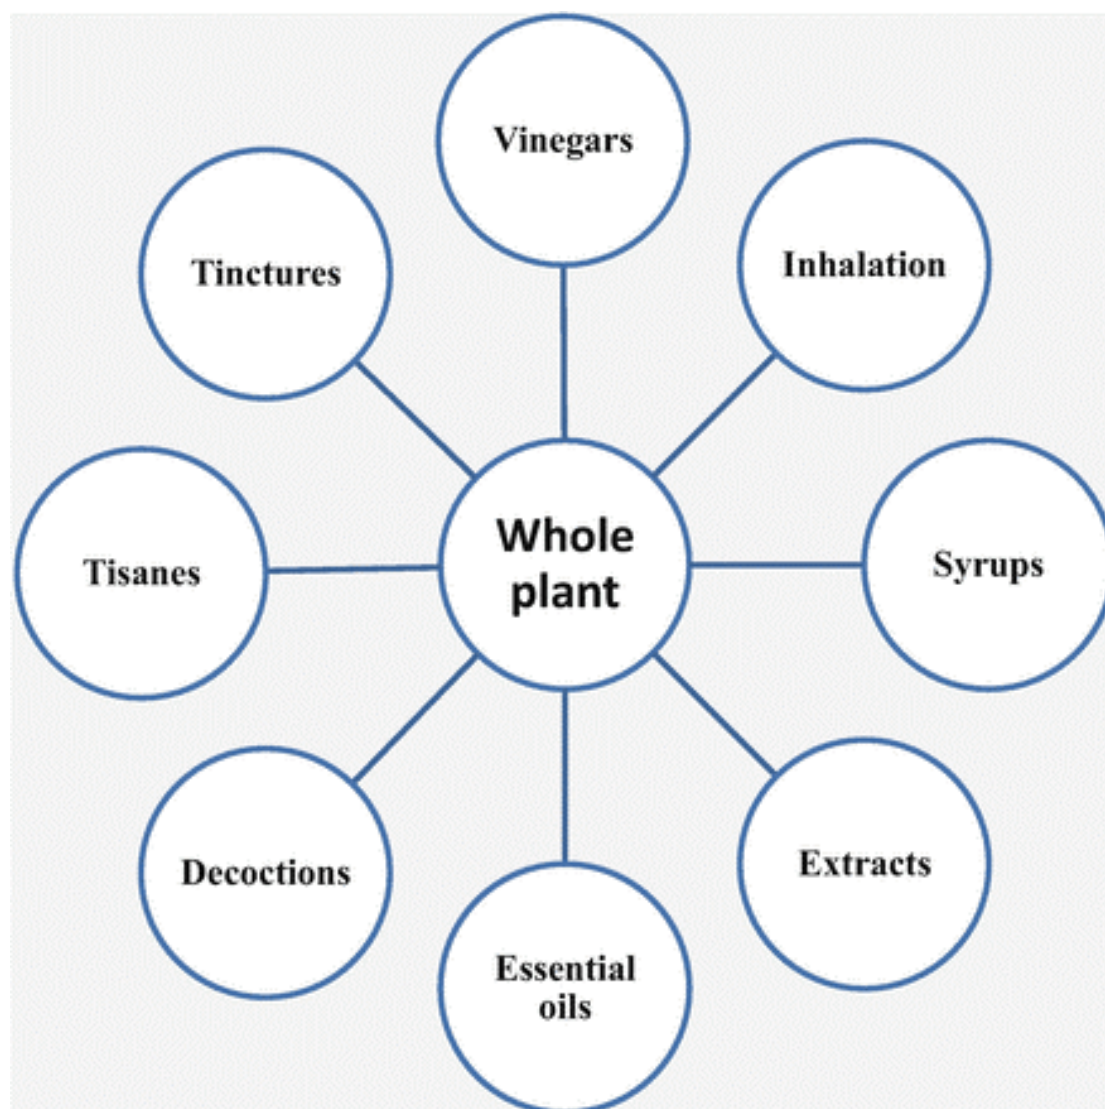 Vinegars
Tinctures
Inhalation
Whole
plant
Tisanes
Syrups
Decoctions
Extracts
Essential
oils